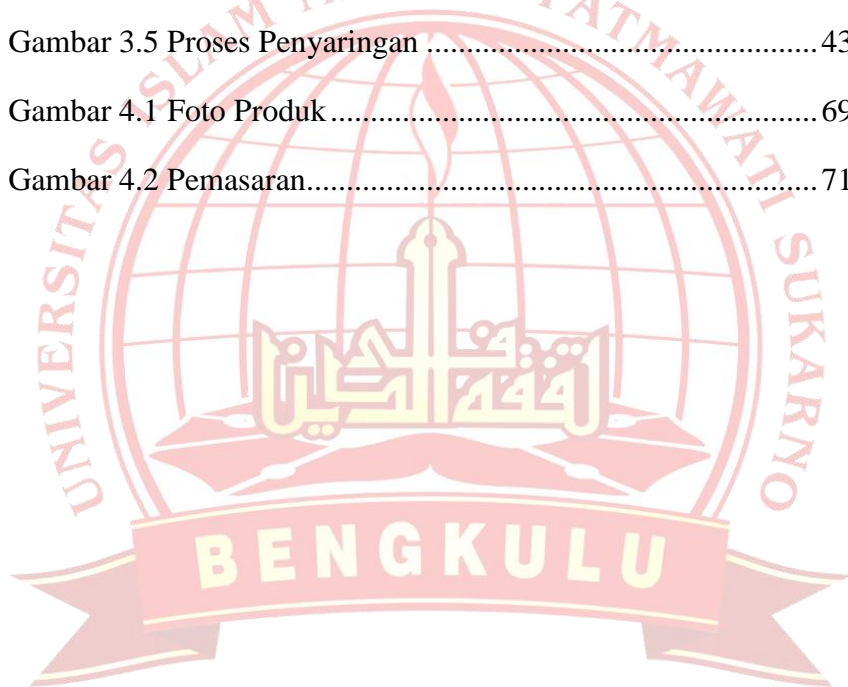 Gambar 3.5 Proses Penyaringan ........................................... 43
Gambar 4.1 Foto Produk ...................................................... 69
Gambar 4.2 Pemasaran......................................................... 71
UNIVERSITAS ISLAM
FATMAWATI SUKARNO
BENGKULU